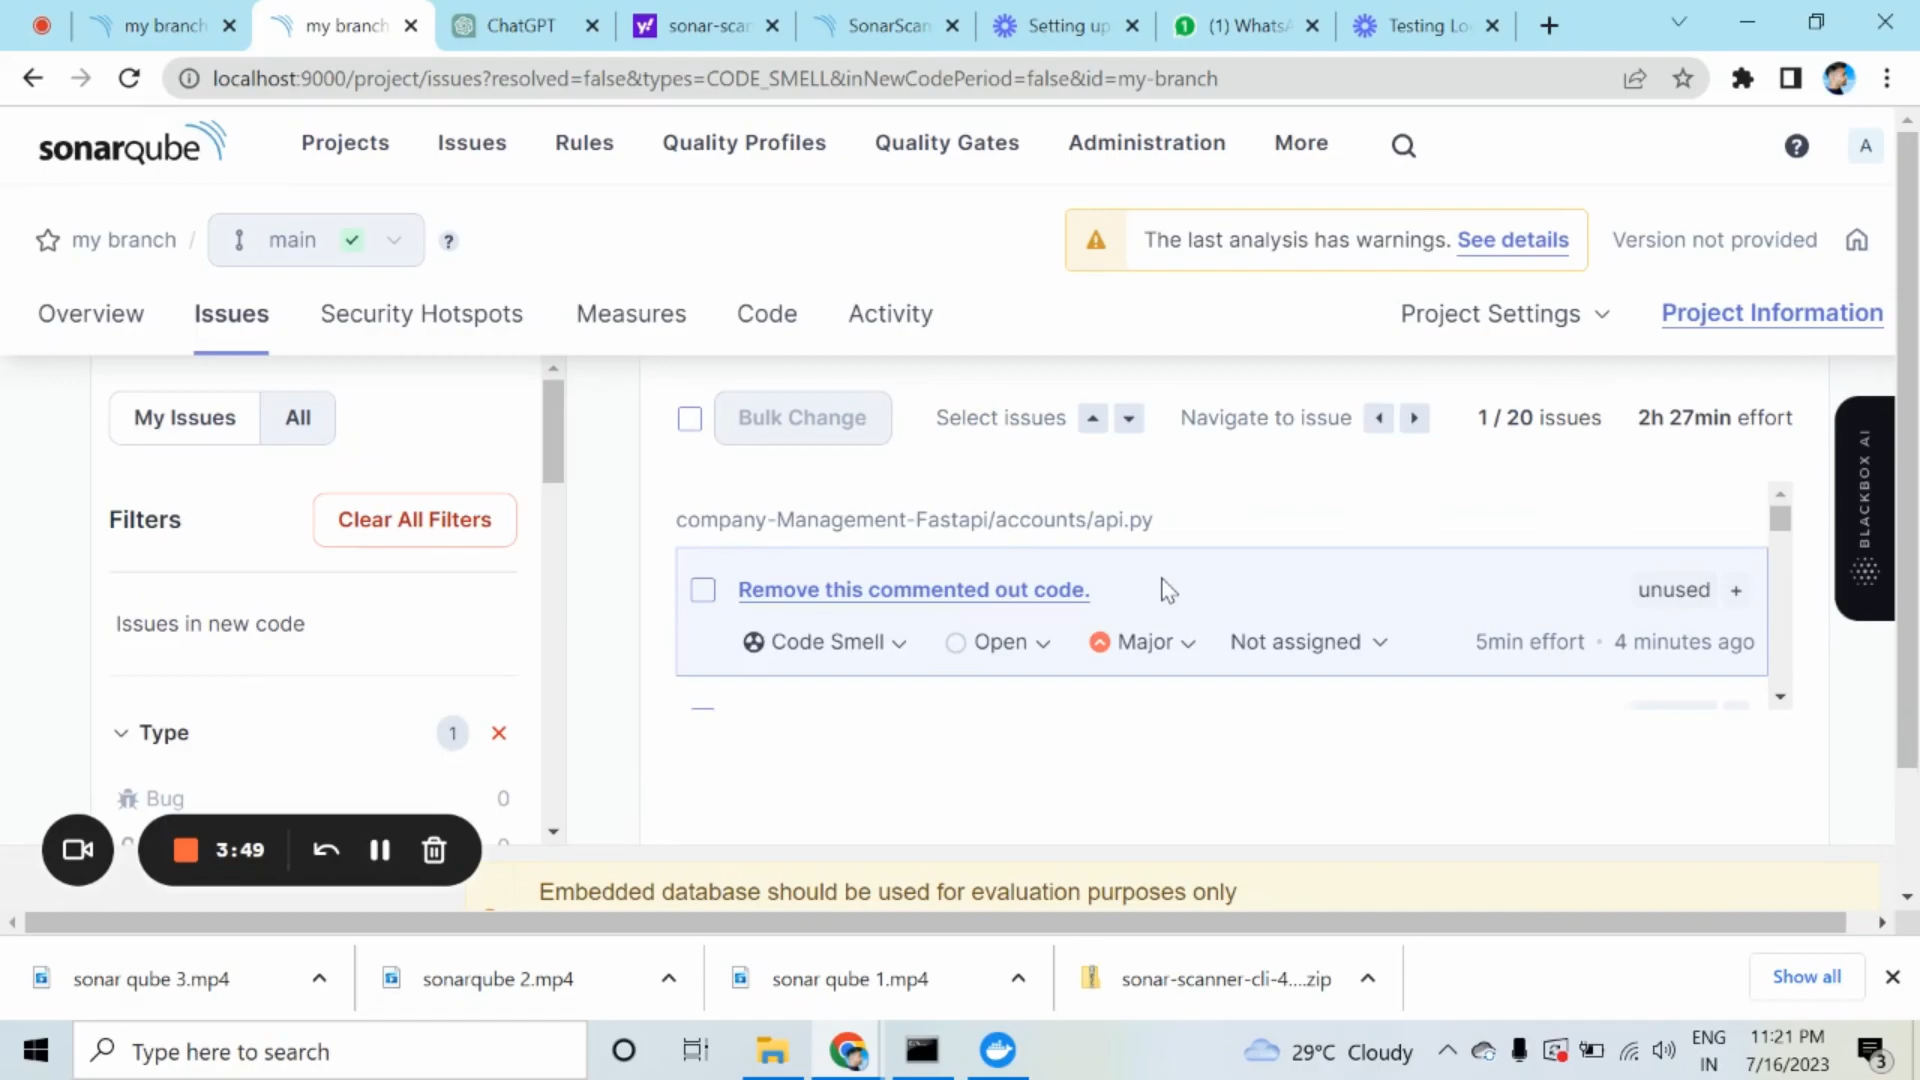 my branch
my branch
ChatGPT
sonar-scan
SonarScan
Setting up
(1) WhatsA
Testing Lo
localhost:9000/project/issues?resolved=false&types=CODE_SMELL&inNewCodePeriod=false&id=my-branch
sonarqube
Projects
Issues
Rules
Quality Profiles
Quality Gates
Administration
More
?
A
my branch / main
?
The last analysis has warnings. See details
Version not provided
Overview
Issues
Security Hotspots
Measures
Code
Activity
Project Settings
Project Information
My Issues
All
Bulk Change
Select issues
Navigate to issue
1 / 20 issues
2h 27min effort
Filters
Clear All Filters
company-Management-Fastapi/accounts/api.py
Remove this commented out code.
unused +
Code Smell
Open
Major
Not assigned
5min effort • 4 minutes ago
BLACKBOX AI
Issues in new code
Type
1
Bug
0
3:49
Embedded database should be used for evaluation purposes only
sonar qube 3.mp4
sonarqube 2.mp4
sonar qube 1.mp4
sonar-scanner-cli-4....zip
Show all
Type here to search
29°C Cloudy
ENG
IN
11:21 PM
7/16/2023
3